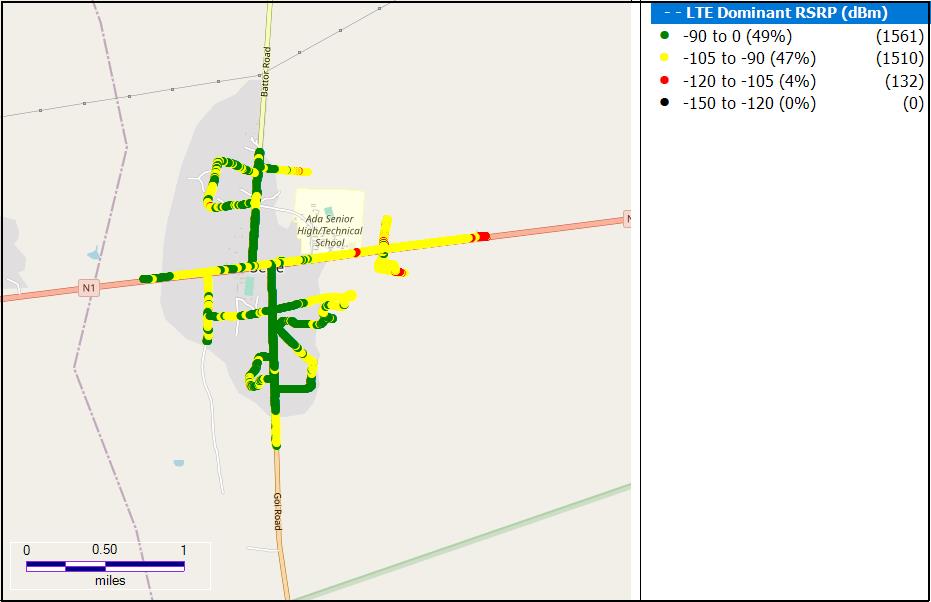 - - LTE Dominant RSRP (dBm)
-90 to 0 (49%) (1561)
-105 to -90 (47%) (1510)
-120 to -105 (4%) (132)
-150 to -120 (0%) (0)
Battor Road
Ada Senior
High/Technical
School
N1
Goi Road
0 0.50 1
miles